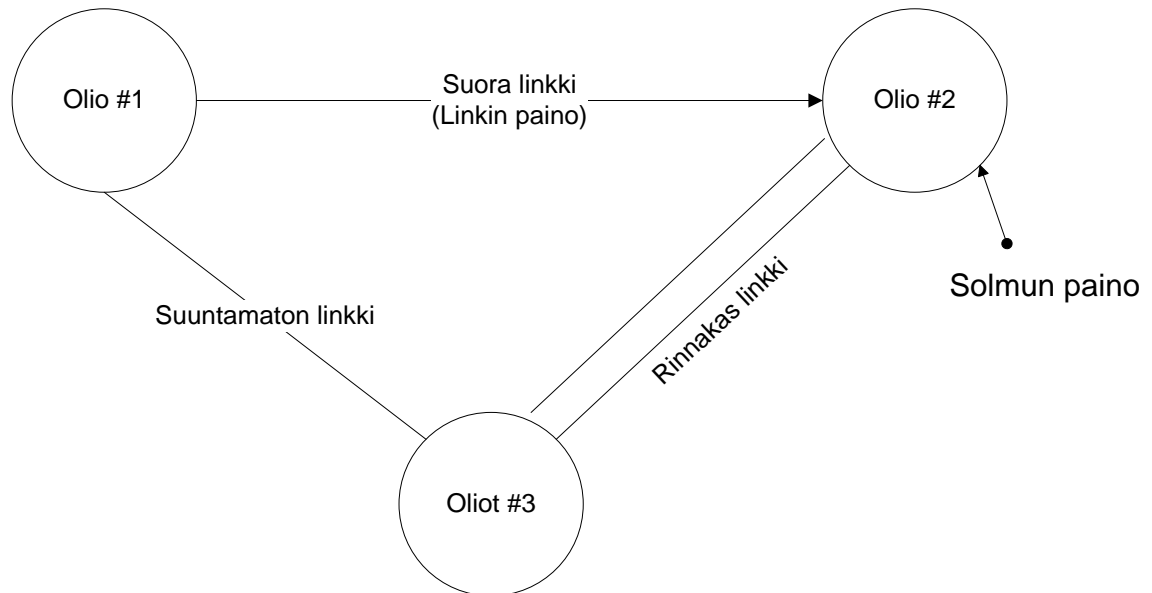 Olio #1
Suora linkki
(Linkin paino)
Olio #2
Solmun paino
Suuntamaton linkki
Rinnakas linkki
Oliot #3